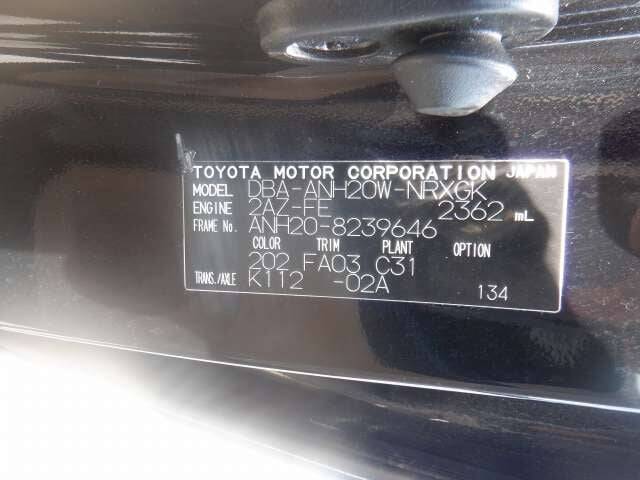 TOYOTA MOTOR CORPORATION JAPAN
MODEL DBA-ANH20W-NRXGK
ENGINE 2AZ-FE 2362 mL
FRAME No. ANH20-8239646
COLOR TRIM PLANT OPTION
202 FA03 C31
TRANS./AXLE K112 -02A
134